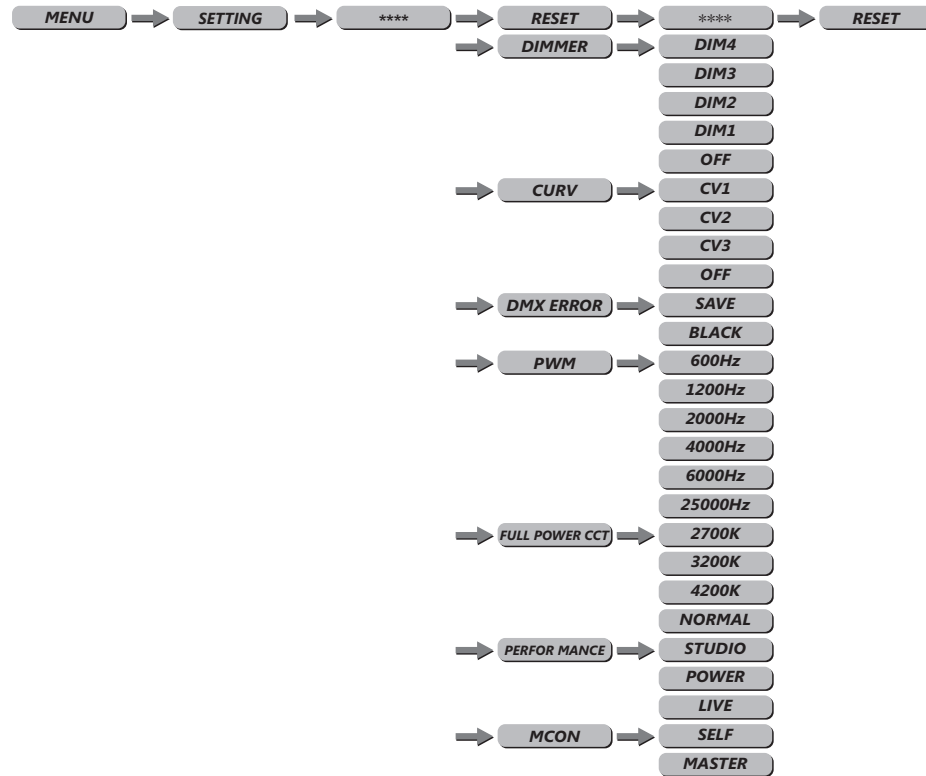 MENU SETTING **** RESET **** RESET
DIMMER DIM4
DIM3
DIM2
DIM1
OFF
CURV CV1
CV2
CV3
OFF
DMX ERROR SAVE
BLACK
PWM 600Hz
1200Hz
2000Hz
4000Hz
6000Hz
25000Hz
FULL POWER CCT 2700K
3200K
4200K
NORMAL
PERFOR MANCE STUDIO
POWER
LIVE
MCON SELF
MASTER